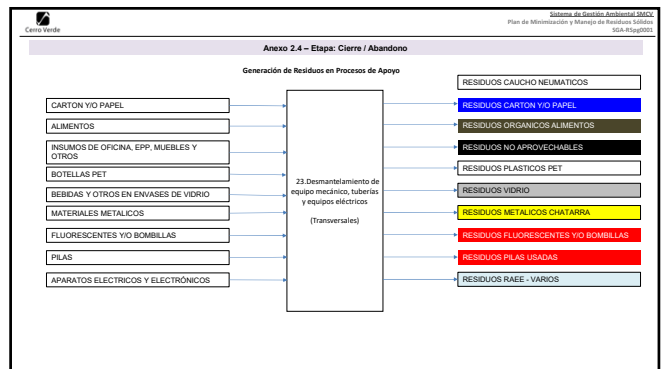 Cerro Verde
Sistema de Gestión Ambiental SMCV
Plan de Minimización y Manejo de Residuos Sólidos
SGA-RSpg0001
Anexo 2.4 – Etapa: Cierre / Abandono
Generación de Residuos en Procesos de Apoyo
RESIDUOS CAUCHO NEUMATICOS
CARTON Y/O PAPEL
RESIDUOS CARTON Y/O PAPEL
ALIMENTOS
RESIDUOS ORGANICOS ALIMENTOS
INSUMOS DE OFICINA, EPP, MUEBLES Y
OTROS
RESIDUOS NO APROVECHABLES
BOTELLAS PET
RESIDUOS PLASTICOS PET
23.Desmantelamiento de
equipo mecánico, tuberías
y equipos eléctricos
(Transversales)
BEBIDAS Y OTROS EN ENVASES DE VIDRIO
RESIDUOS VIDRIO
MATERIALES METALICOS
RESIDUOS METALICOS CHATARRA
FLUORESCENTES Y/O BOMBILLAS
RESIDUOS FLUORESCENTES Y/O BOMBILLAS
PILAS
RESIDUOS PILAS USADAS
APARATOS ELECTRICOS Y ELECTRÓNICOS
RESIDUOS RAEE - VARIOS